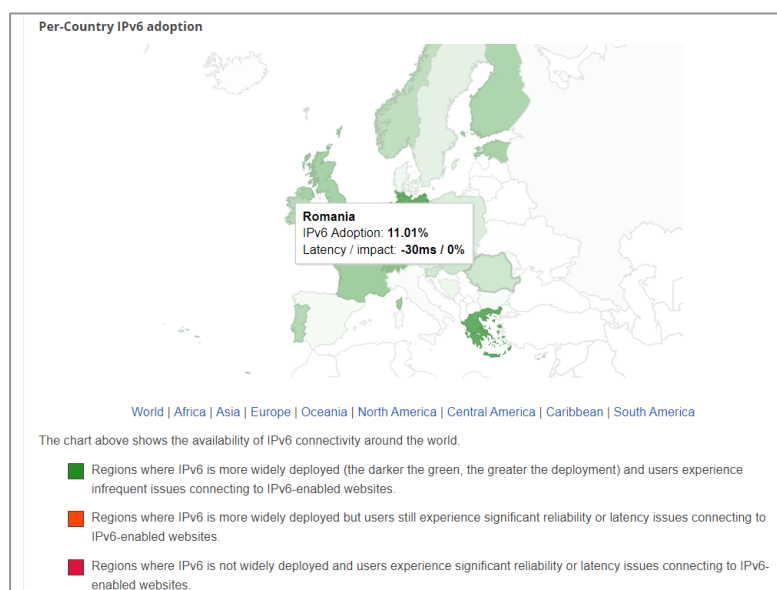 Per-Country IPv6 adoption
Romania
IPv6 Adoption: 11.01%
Latency / impact: -30ms / 0%
World | Africa | Asia | Europe | Oceania | North America | Central America | Caribbean | South America
The chart above shows the availability of IPv6 connectivity around the world.
Regions where IPv6 is more widely deployed (the darker the green, the greater the deployment) and users experience
infrequent issues connecting to IPv6-enabled websites.
Regions where IPv6 is more widely deployed but users still experience significant reliability or latency issues connecting to
IPv6-enabled websites.
Regions where IPv6 is not widely deployed and users experience significant reliability or latency issues connecting to IPv6-
enabled websites.